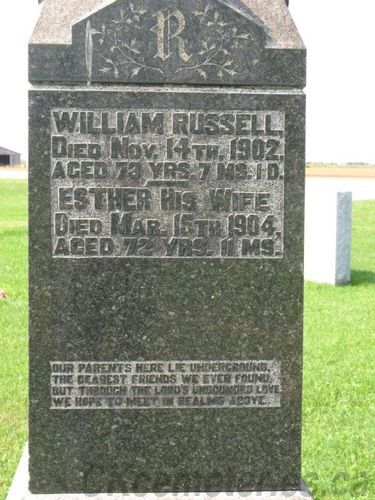 R
WILLIAM RUSSELL,
DIED NOV. 14TH. 1902,
AGED 73 YRS. 7 MS. 1 D.
ESTHER HIS WIFE
DIED MAR. 15TH 1904,
AGED 72 YRS. 11 MS.
OUR PARENTS HERE LIE UNDERGROUND,
THE DEAREST FRIENDS WE EVER FOUND;
BUT THROUGH THE LORD'S UNBOUNDED LOVE,
WE HOPE TO MEET IN REALMS ABOVE.